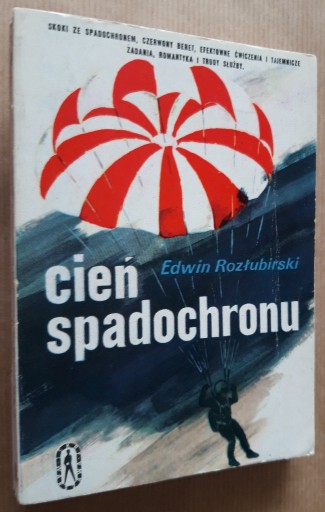 SKOKI ZE SPADOCHRONEM, CZERWONY BERET, EFEKTOWNE ĆWICZENIA I TAJEMNICZE
ZADANIA, ROMANTYKA I TRUDY SŁUŻBY.
Edwin Rozłubirski
cień
spadochronu